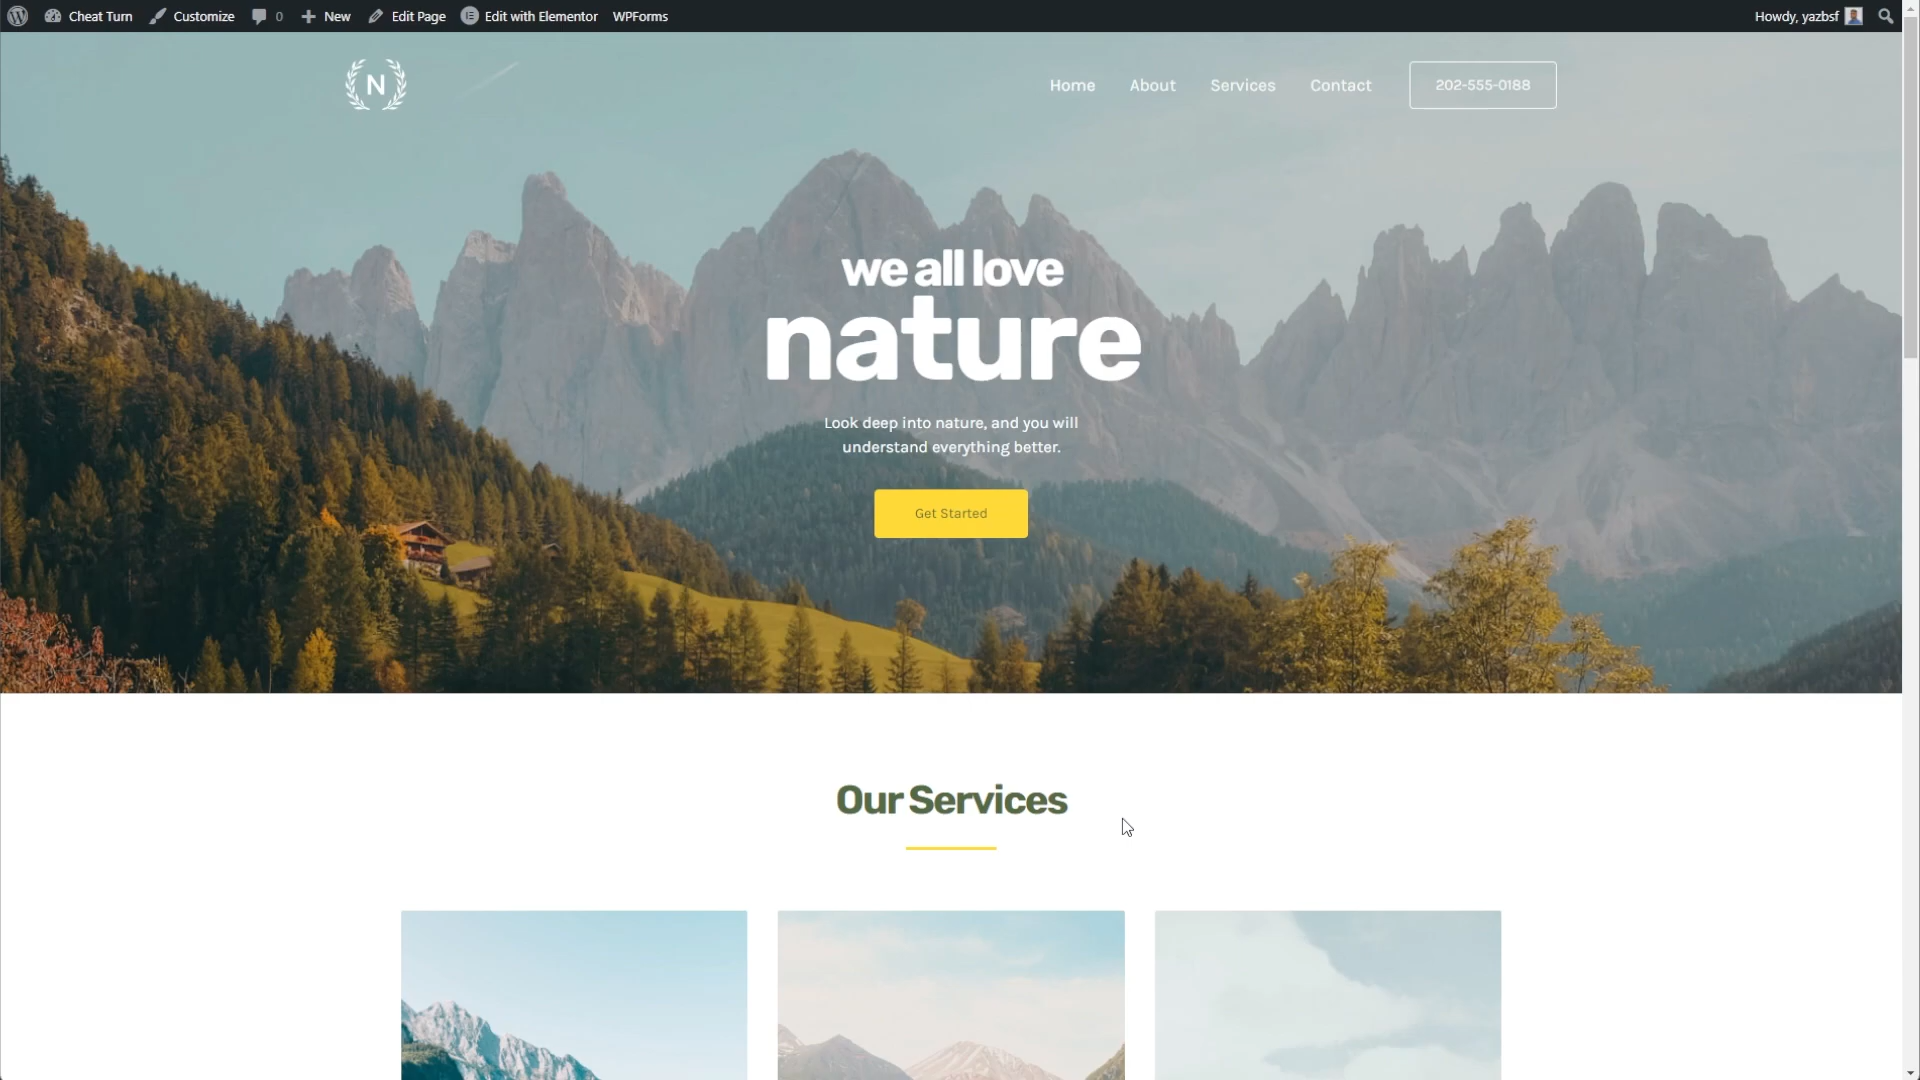 Cheat Turn Customize 0 New Edit Page Edit with Elementor WPForms Howdy, yazbsf
N Home About Services Contact 202-555-0188
we all love
nature
Look deep into nature, and you will
understand everything better.
Get Started
Our Services